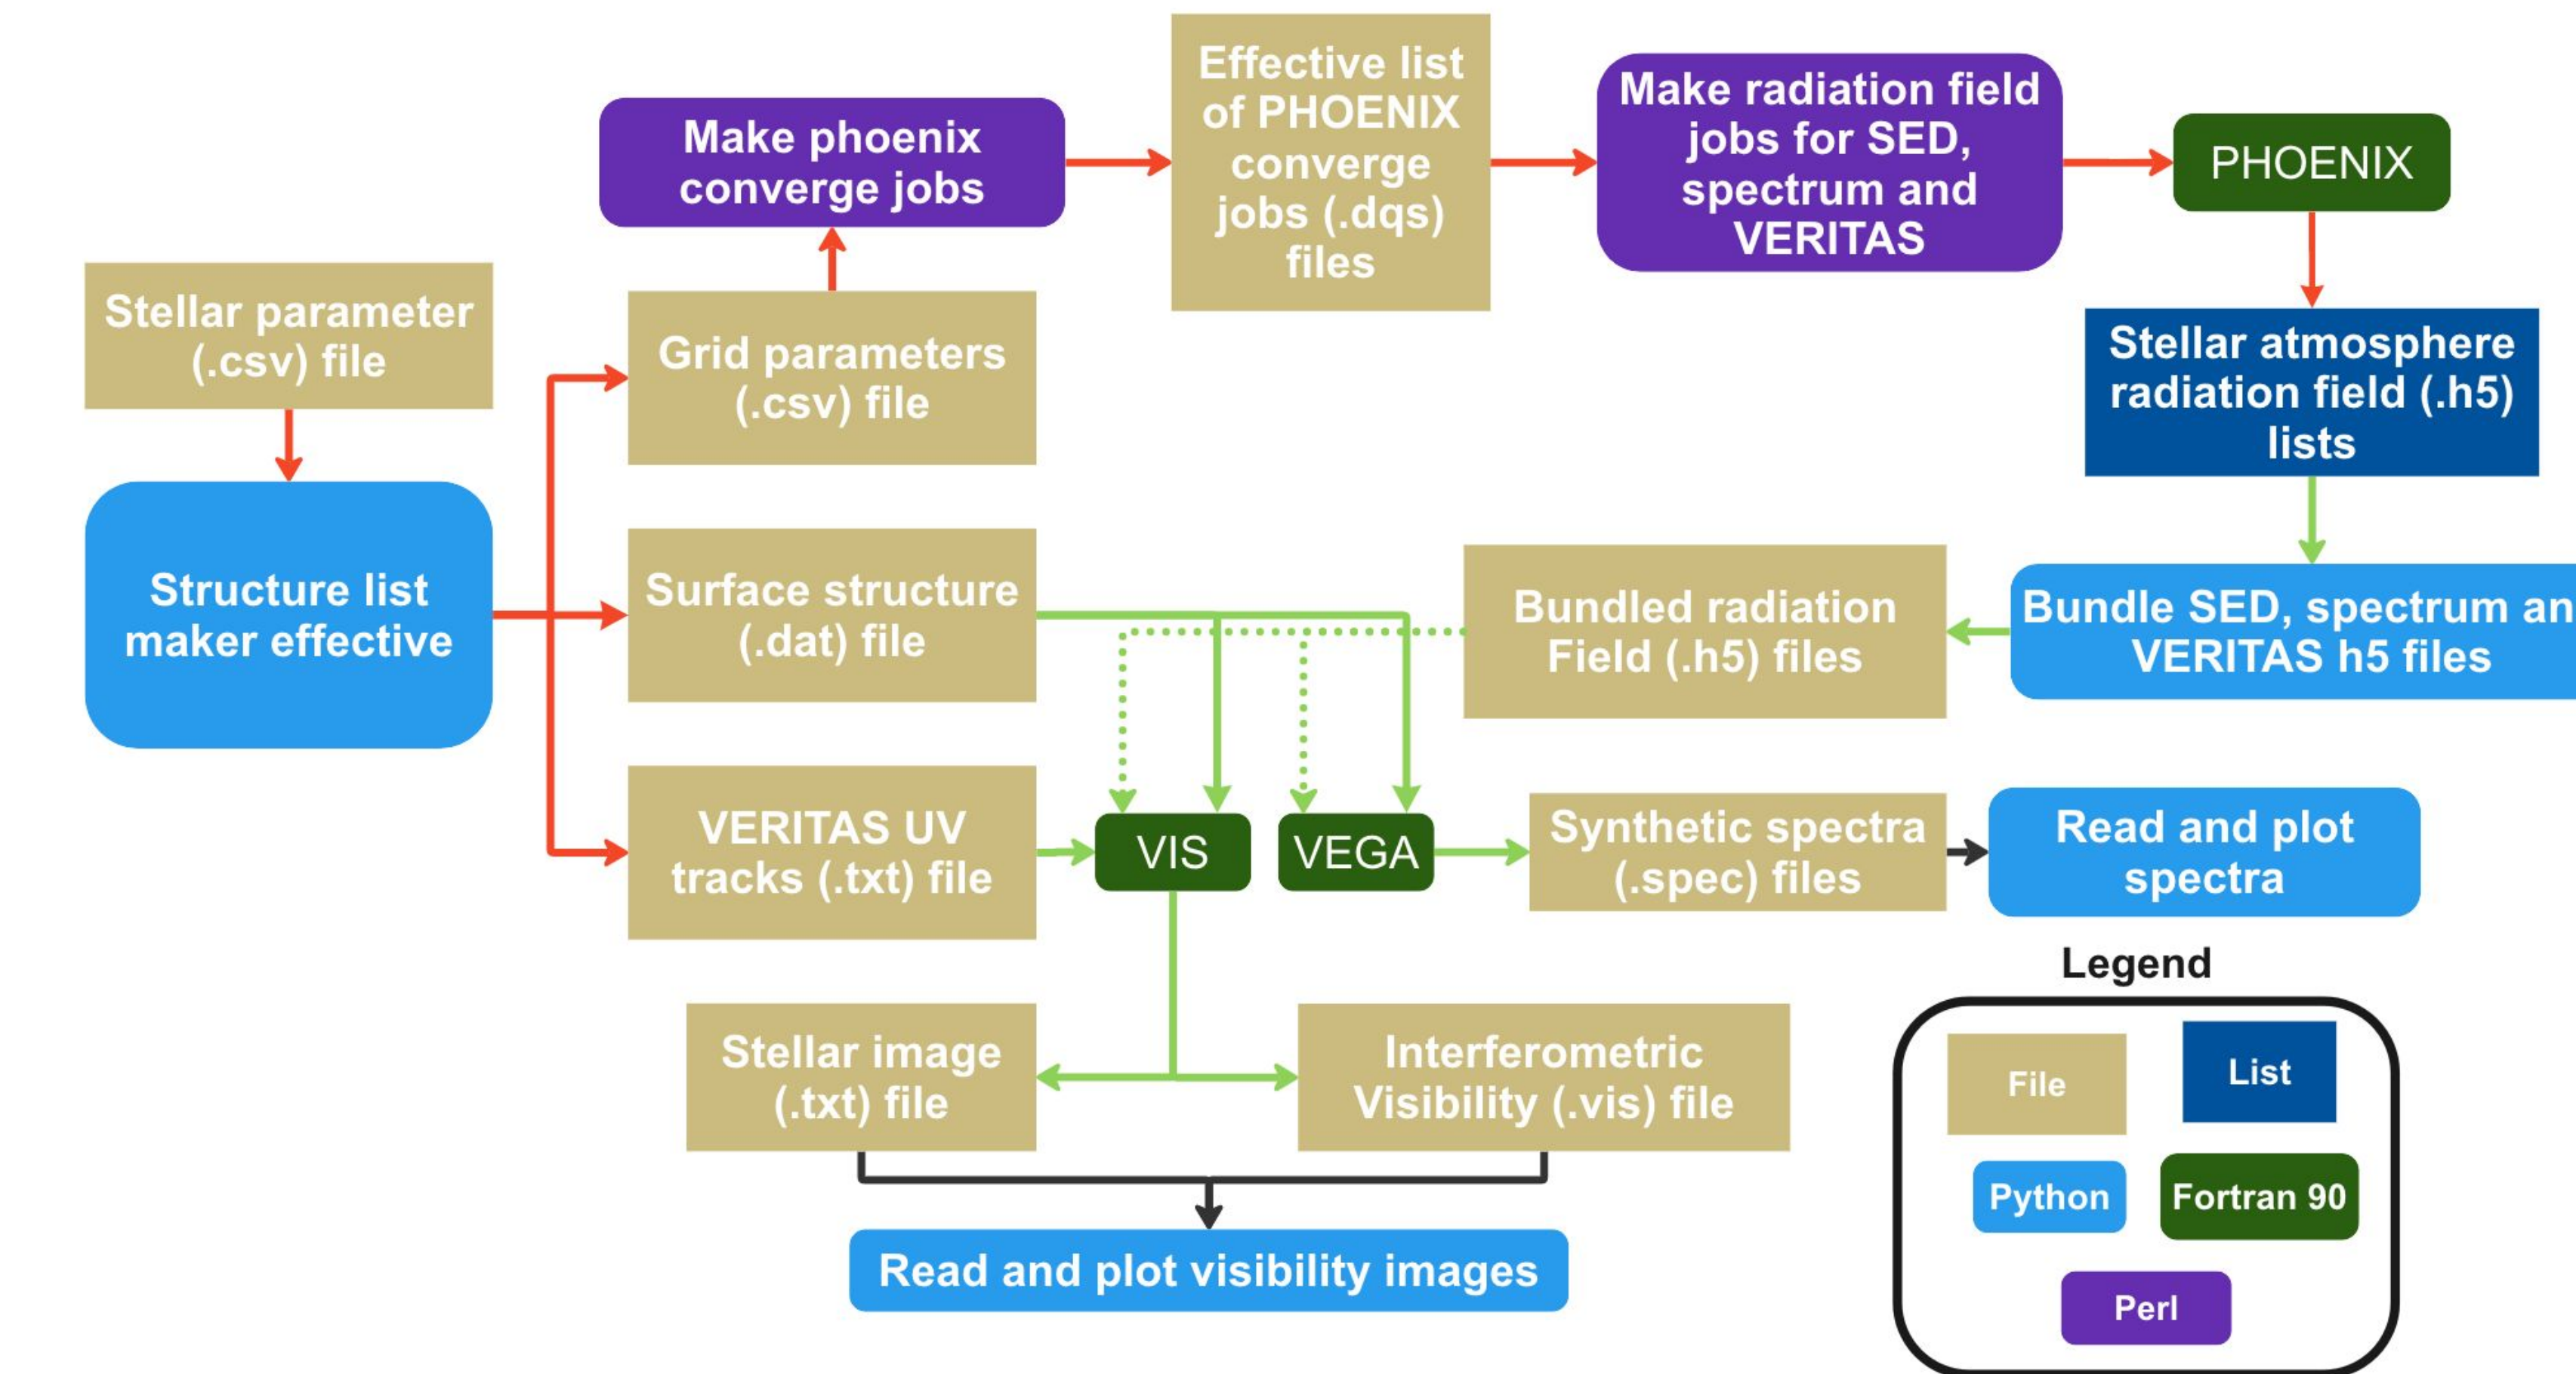 Effective list
of PHOENIX
converge
jobs (.dqs)
files
Make radiation field
jobs for SED,
spectrum and
VERITAS
Make phoenix
converge jobs
PHOENIX
Stellar parameter
(.csv) file
Grid parameters
(.csv) file
Stellar atmosphere
radiation field (.h5)
lists
Structure list
maker effective
Surface structure
(.dat) file
Bundled radiation
Field (.h5) files
Bundle SED, spectrum an
VERITAS h5 files
VERITAS UV
tracks (.txt) file
VIS
VEGA
Synthetic spectra
(.spec) files
Read and plot
spectra
Stellar image
(.txt) file
Interferometric
Visibility (.vis) file
Read and plot visibility images
Legend
File
List
Python
Fortran 90
Perl